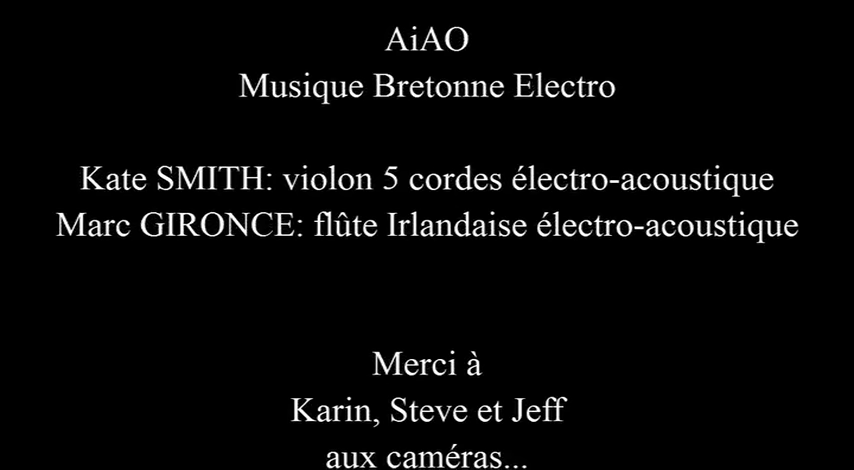 AiAO
Musique Bretonne Electro
Kate SMITH: violon 5 cordes électro-acoustique
Marc GIRONCE: flûte Irlandaise électro-acoustique
Merci à
Karin, Steve et Jeff
aux caméras...